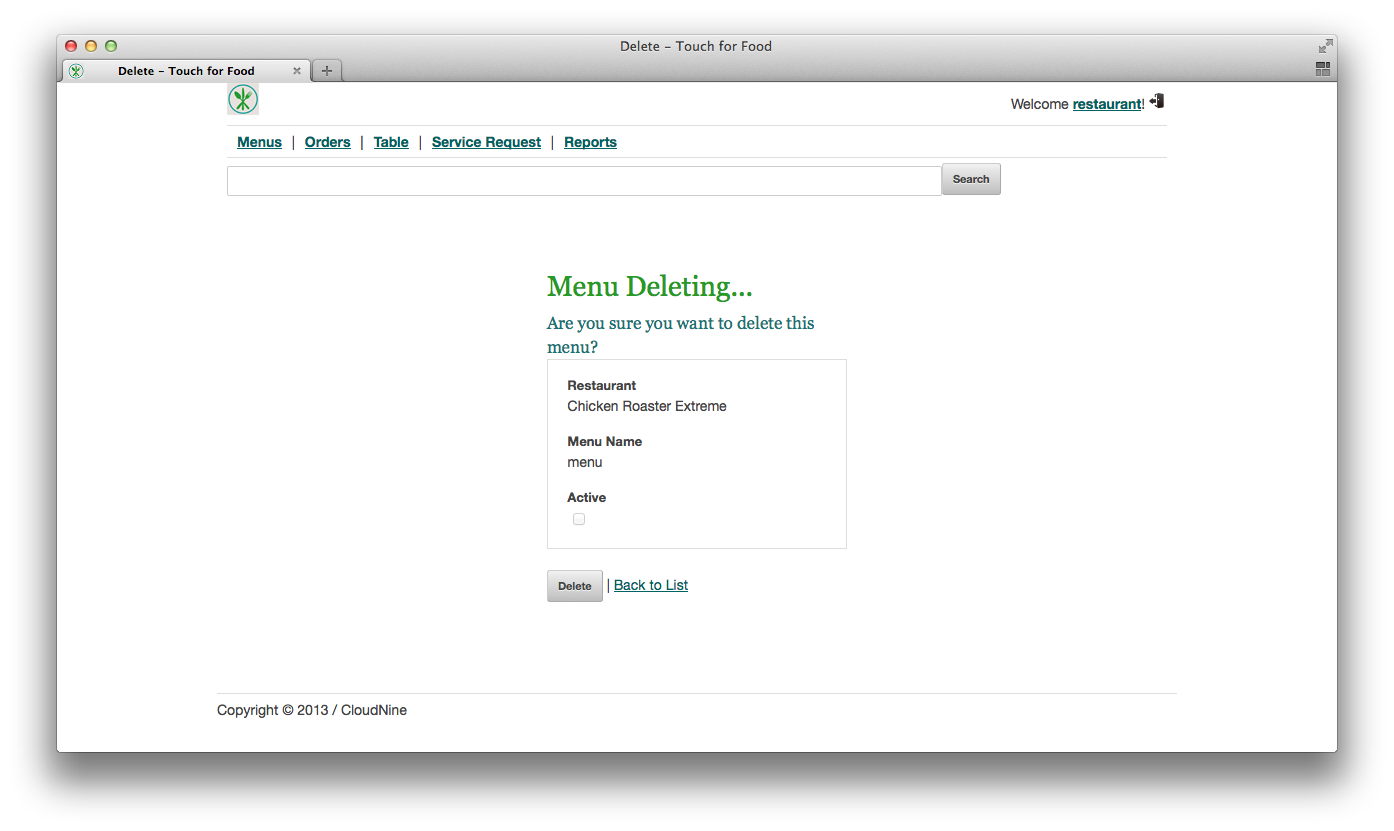 Delete – Touch for Food
Delete – Touch for Food
Welcome restaurant!
Menus | Orders | Table | Service Request | Reports
Search
Menu Deleting...
Are you sure you want to delete this
menu?
Restaurant
Chicken Roaster Extreme
Menu Name
menu
Active
Delete | Back to List
Copyright © 2013 / CloudNine